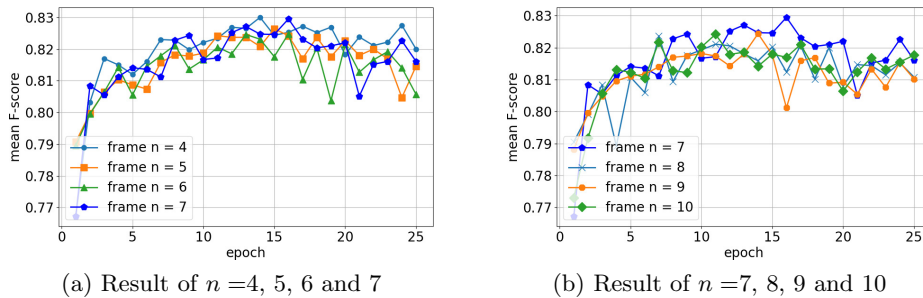 0.83
0.82
0.81
0.80
0.79
0.78
0.77
mean F-score
frame n = 4
frame n = 5
frame n = 6
frame n = 7
0 5 10 15 20 25
epoch
(a) Result of n =4, 5, 6 and 7
0.83
0.82
0.81
0.80
0.79
0.78
0.77
mean F-score
frame n = 7
frame n = 8
frame n = 9
frame n = 10
0 5 10 15 20 25
epoch
(b) Result of n =7, 8, 9 and 10